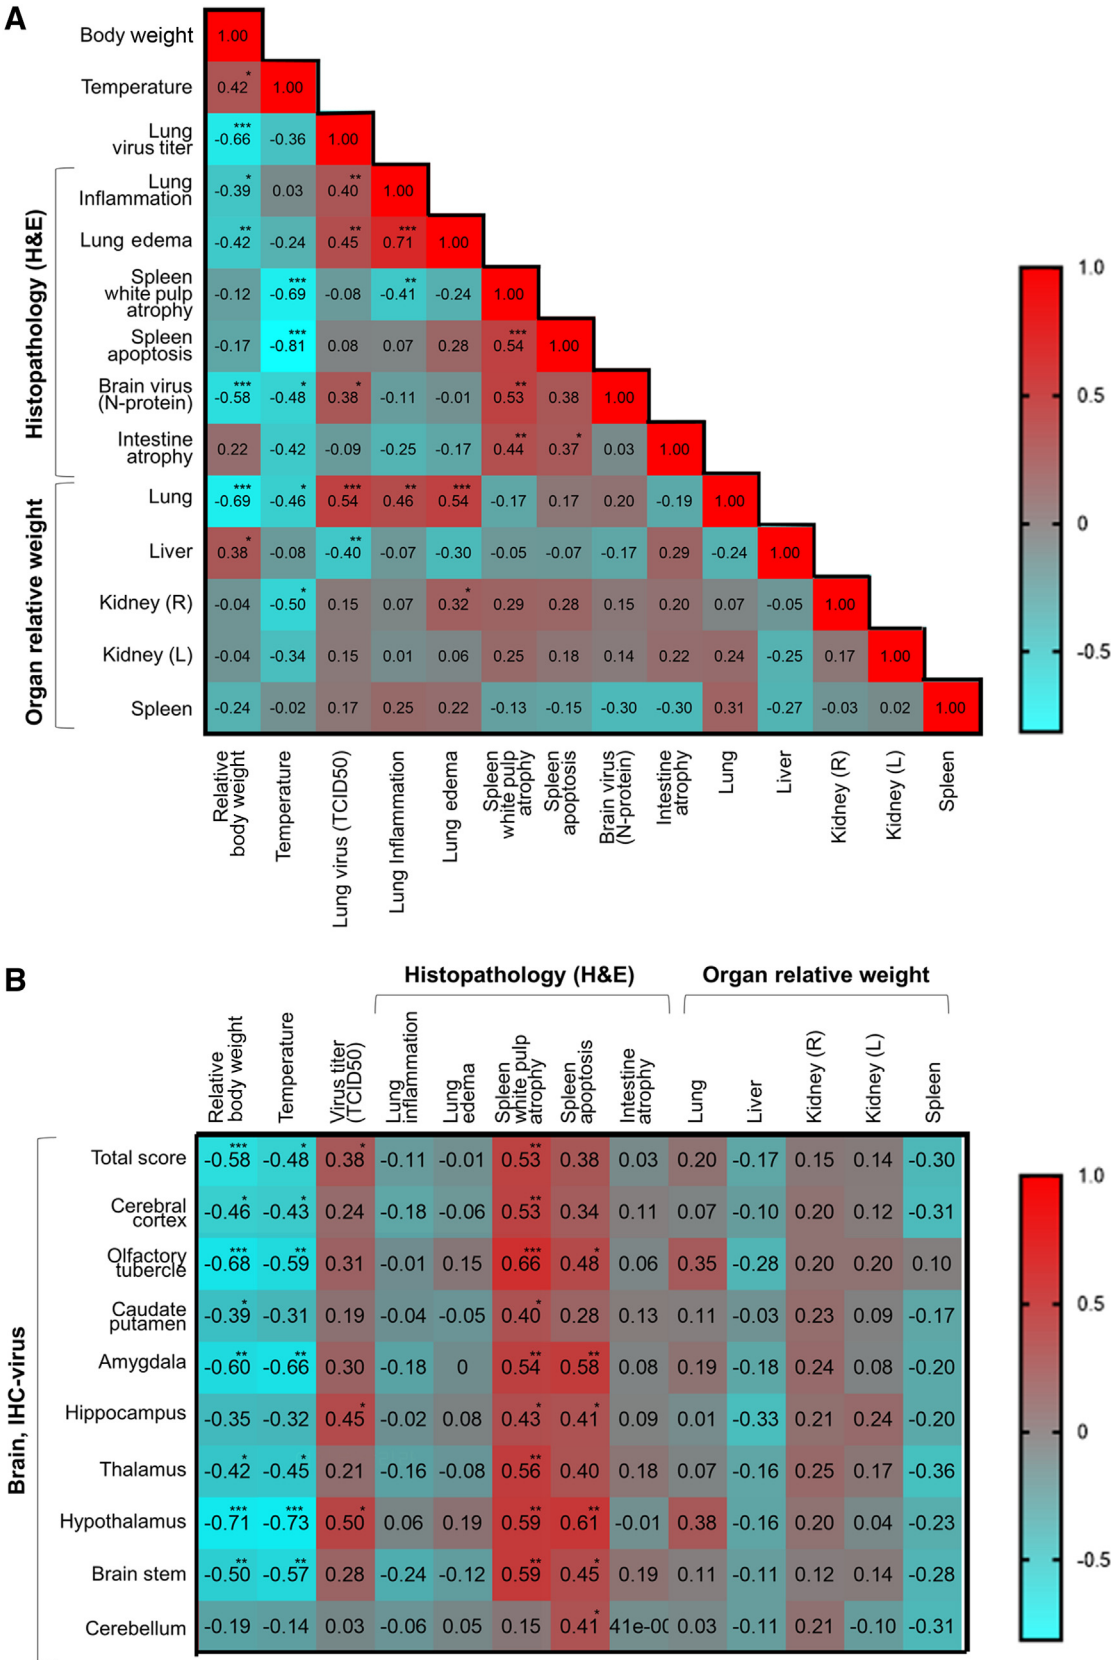 A
Body weight 1.00
Temperature 0.42* 1.00
Lung
virus titer -0.66*** -0.36 1.00
Lung
Inflammation -0.39* 0.03 0.40** 1.00
Lung edema -0.42** -0.24 0.45** 0.71*** 1.00
Spleen
white pulp
atrophy -0.12 -0.69*** -0.08 -0.41** -0.24 1.00
Spleen
apoptosis -0.17 -0.81*** 0.08 0.07 0.28 0.54*** 1.00
Brain virus
(N-protein) -0.58*** -0.48* 0.38* -0.11 -0.01 0.53** 0.38 1.00
Intestine
atrophy 0.22 -0.42 -0.09 -0.25 -0.17 0.44** 0.37* 0.03 1.00
Lung -0.69*** -0.46* 0.54*** 0.46** 0.54*** -0.17 0.17 0.20 -0.19 1.00
Liver 0.38* -0.08 -0.40** -0.07 -0.30 -0.05 -0.07 -0.17 0.29 -0.24 1.00
Kidney (R) -0.04 -0.50* 0.15 0.07 0.32* 0.29 0.28 0.15 0.20 0.07 -0.05 1.00
Kidney (L) -0.04 -0.34 0.15 0.01 0.06 0.25 0.18 0.14 0.22 0.24 -0.25 0.17 1.00
Spleen -0.24 -0.02 0.17 0.25 0.22 -0.13 -0.15 -0.30 -0.30 0.31 -0.27 -0.03 0.02 1.00
Histopathology (H&E)
Organ relative weight
Relative
body weight
Temperature
Lung virus (TCID50)
Lung Inflammation
Lung edema
Spleen
white pulp
atrophy
Spleen
apoptosis
Brain virus
(N-protein)
Intestine
atrophy
Lung
Liver
Kidney (R)
Kidney (L)
Spleen
1.0
0.5
0
-0.5
B
Histopathology (H&E) Organ relative weight
Relative
body weight
Temperature
Virus titer
(TCID50)
Lung
inflammation
Lung
edema
Spleen
white pulp
atrophy
Spleen
apoptosis
Intestine
atrophy
Lung
Liver
Kidney (R)
Kidney (L)
Spleen
Brain, IHC-virus
Total score -0.58*** -0.48* 0.38* -0.11 -0.01 0.53** 0.38 0.03 0.20 -0.17 0.15 0.14 -0.30
Cerebral
cortex -0.46* -0.43* 0.24 -0.18 -0.06 0.53** 0.34 0.11 0.07 -0.10 0.20 0.12 -0.31
Olfactory
tubercle -0.68*** -0.59** 0.31 -0.01 0.15 0.66*** 0.48* 0.06 0.35 -0.28 0.20 0.20 0.10
Caudate
putamen -0.39* -0.31 0.19 -0.04 -0.05 0.40* 0.28 0.13 0.11 -0.03 0.23 0.09 -0.17
Amygdala -0.60** -0.66** 0.30 -0.18 0 0.54** 0.58** 0.08 0.19 -0.18 0.24 0.08 -0.20
Hippocampus -0.35 -0.32 0.45* -0.02 0.08 0.43* 0.41* 0.09 0.01 -0.33 0.21 0.24 -0.20
Thalamus -0.42* -0.45* 0.21 -0.16 -0.08 0.56** 0.40 0.18 0.07 -0.16 0.25 0.17 -0.36
Hypothalamus -0.71*** -0.73*** 0.50* 0.06 0.19 0.59** 0.61** -0.01 0.38 -0.16 0.20 0.04 -0.23
Brain stem -0.50** -0.57** 0.28 -0.24 -0.12 0.59** 0.45* 0.19 0.11 -0.11 0.12 0.14 -0.28
Cerebellum -0.19 -0.14 0.03 -0.06 0.05 0.15 0.41* 41e-00 0.03 -0.11 0.21 -0.10 -0.31
1.0
0.5
0
-0.5